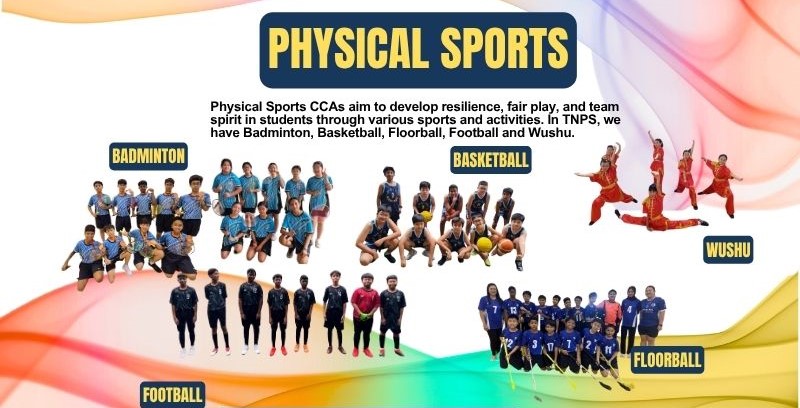 PHYSICAL SPORTS
Physical Sports CCAs aim to develop resilience, fair play, and team
spirit in students through various sports and activities. In TNPS, we
have Badminton, Basketball, Floorball, Football and Wushu.
BADMINTON
BASKETBALL
WUSHU
FLOORBALL
FOOTBALL